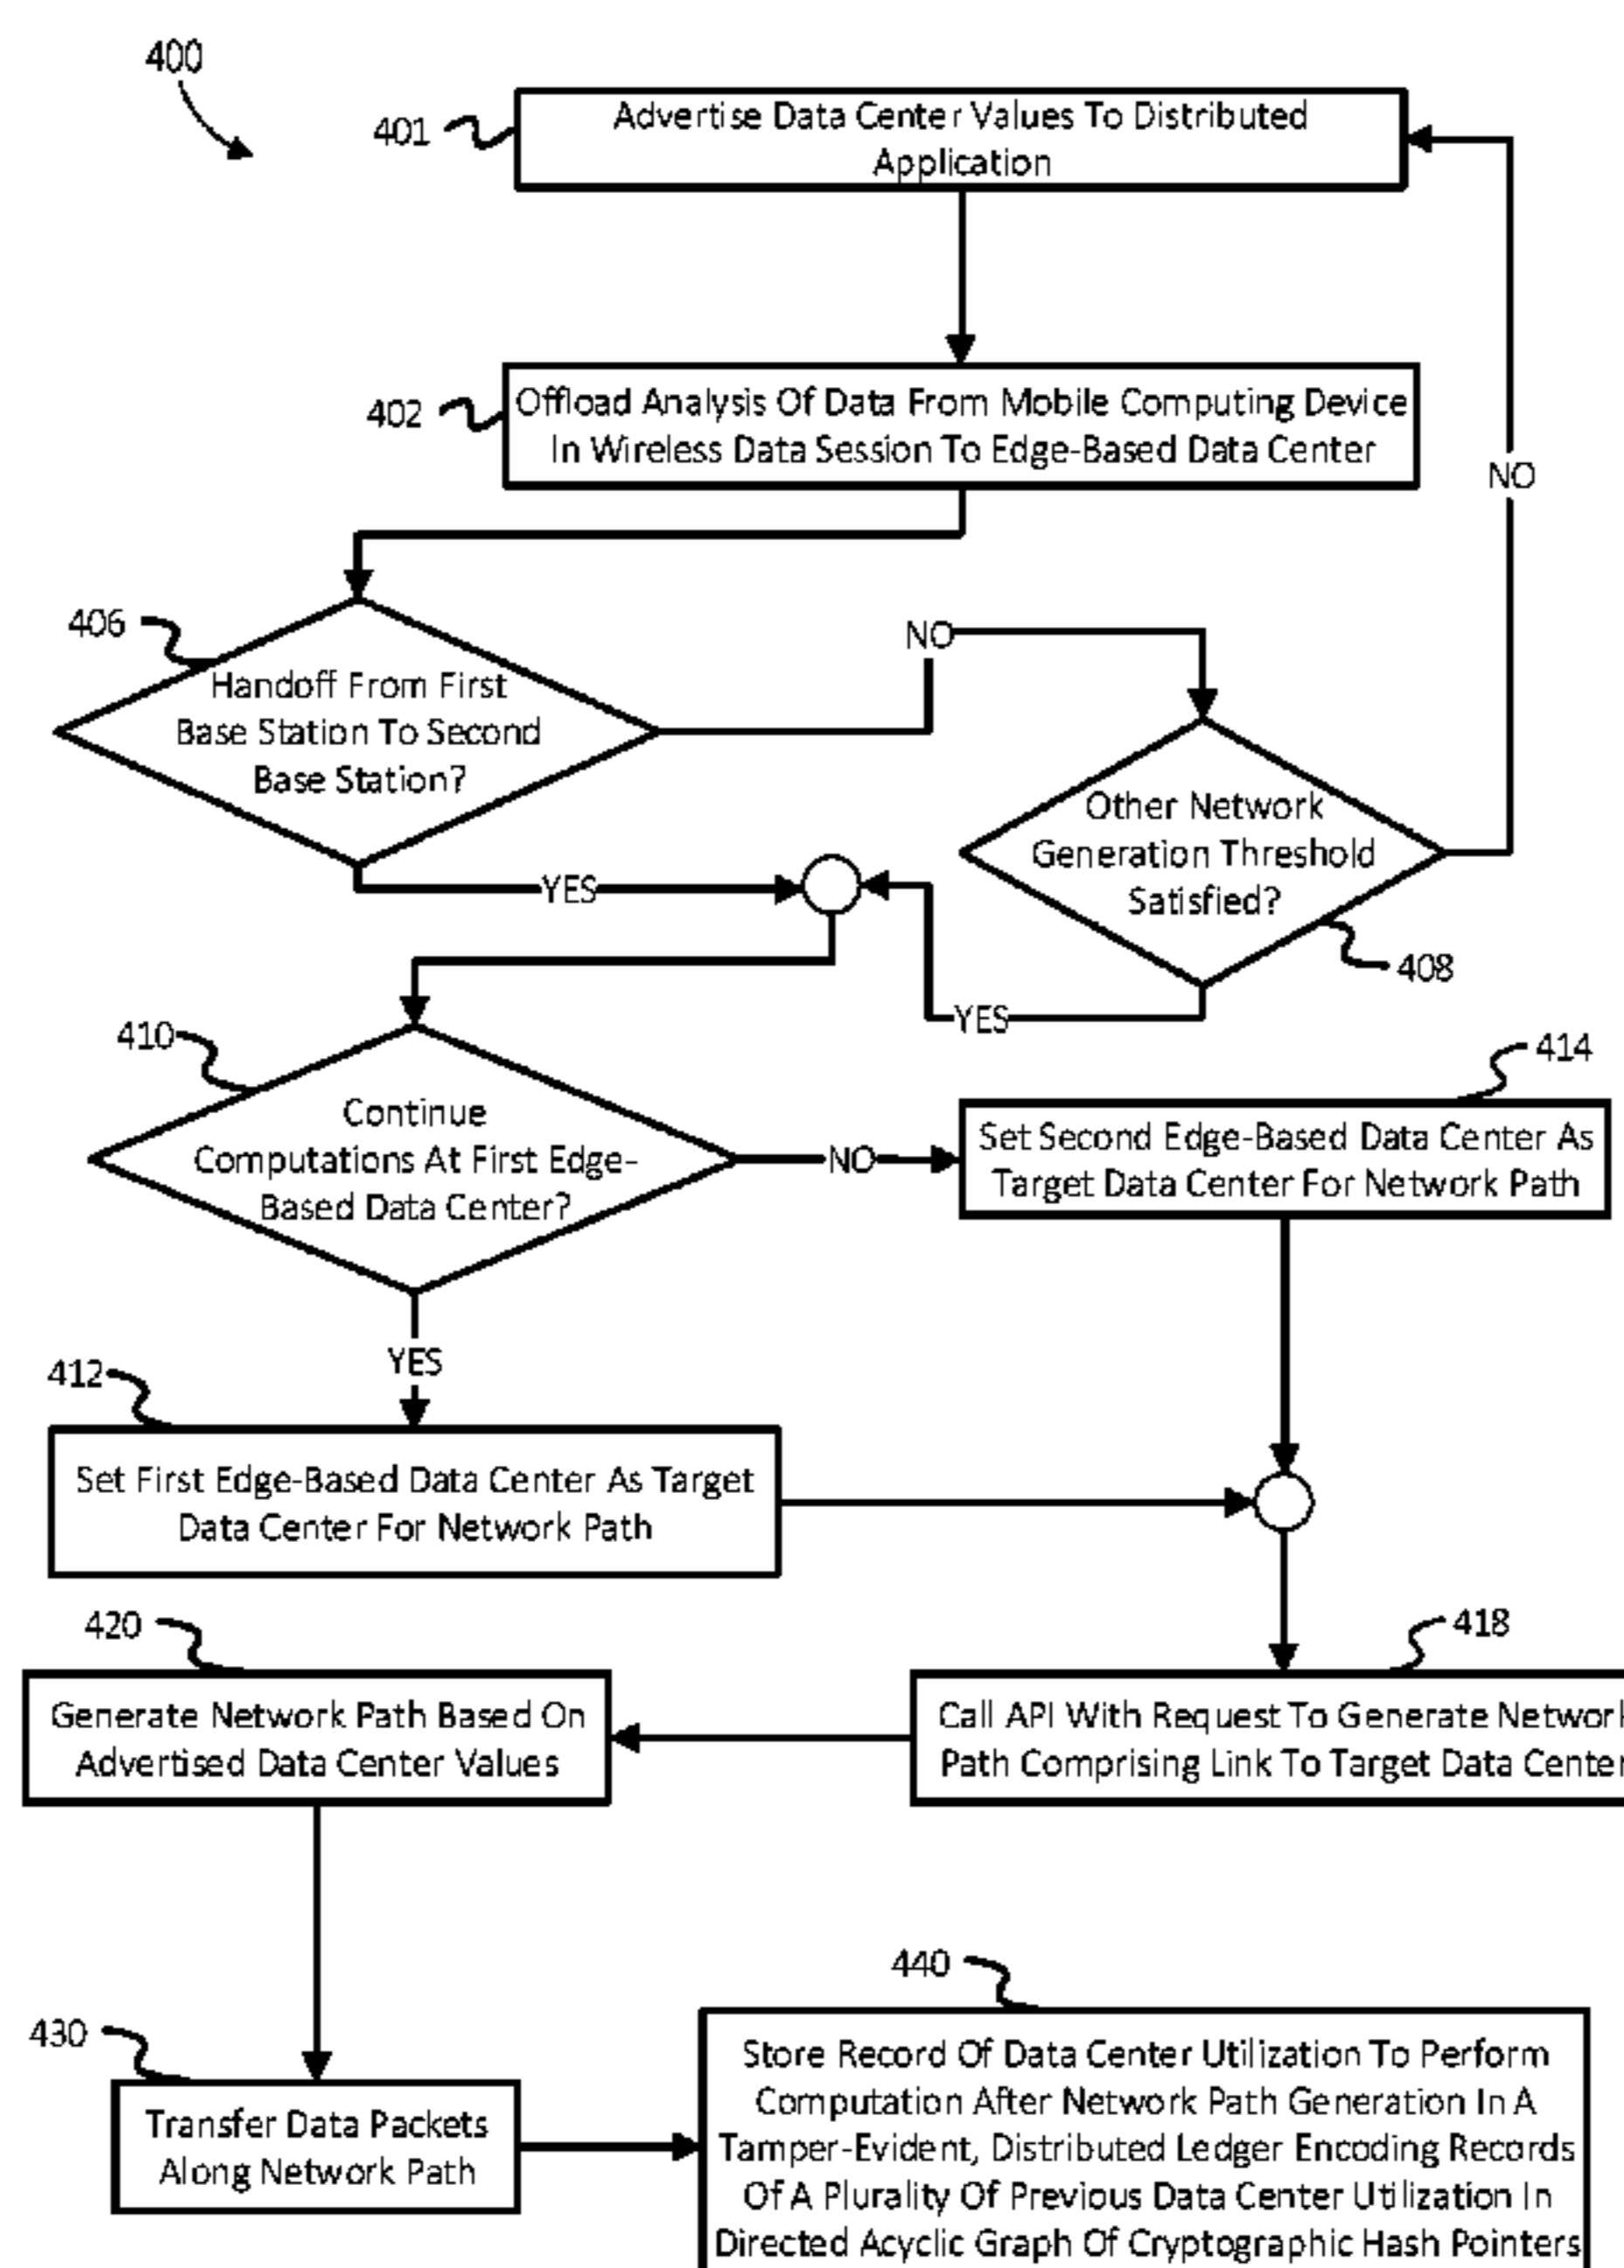 400
401
Advertise Data Center Values To Distributed
Application
402
Offload Analysis Of Data From Mobile Computing Device
In Wireless Data Session To Edge-Based Data Center
NO
406
Handoff From First
Base Station To Second
Base Station?
NO
Other Network
Generation Threshold
Satisfied?
408
YES
YES
410
Continue
Computations At First Edge-
Based Data Center?
NO
414
Set Second Edge-Based Data Center As
Target Data Center For Network Path
YES
412
Set First Edge-Based Data Center As Target
Data Center For Network Path
418
Call API With Request To Generate Network
Path Comprising Link To Target Data Center
420
Generate Network Path Based On
Advertised Data Center Values
430
Transfer Data Packets
Along Network Path
440
Store Record Of Data Center Utilization To Perform
Computation After Network Path Generation In A
Tamper-Evident, Distributed Ledger Encoding Records
Of A Plurality Of Previous Data Center Utilization In
Directed Acyclic Graph Of Cryptographic Hash Pointers